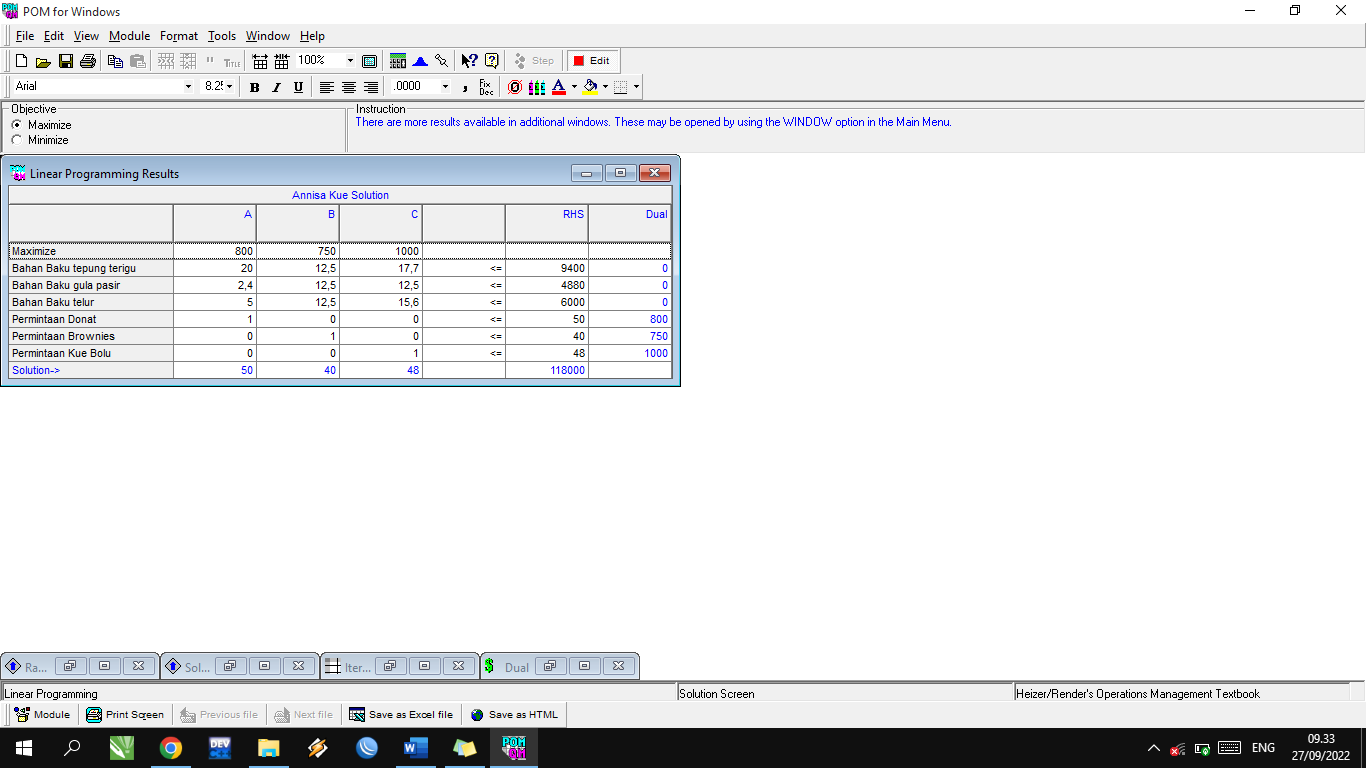 POM for Windows
File Edit View Module Format Tools Window Help
100% Step Edit
Arial 8.2 B I U .0000 , Fix Dec A
Objective
Maximize
Minimize
Instruction
There are more results available in additional windows. These may be opened by using the WINDOW option in the Main Menu.
Linear Programming Results
Annisa Kue Solution
A B C RHS Dual
Maximize 800 750 1000
Bahan Baku tepung terigu 20 12,5 17,7 <= 9400 0
Bahan Baku gula pasir 2,4 12,5 12,5 <= 4880 0
Bahan Baku telur 5 12,5 15,6 <= 6000 0
Permintaan Donat 1 0 0 <= 50 800
Permintaan Brownies 0 1 0 <= 40 750
Permintaan Kue Bolu 0 0 1 <= 48 1000
Solution-> 50 40 48 118000
Ra... Sol... Iter... Dual
Linear Programming Solution Screen Heizer/Render's Operations Management Textbook
Module Print Screen Previous file Next file Save as Excel file Save as HTML
ENG
09.33
27/09/2022